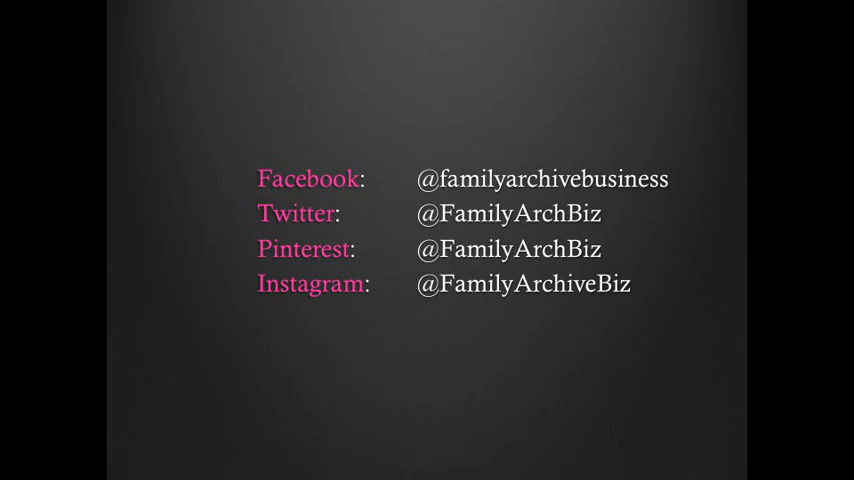 Facebook: @familyarchivebusiness
Twitter: @FamilyArchBiz
Pinterest: @FamilyArchBiz
Instagram: @FamilyArchiveBiz